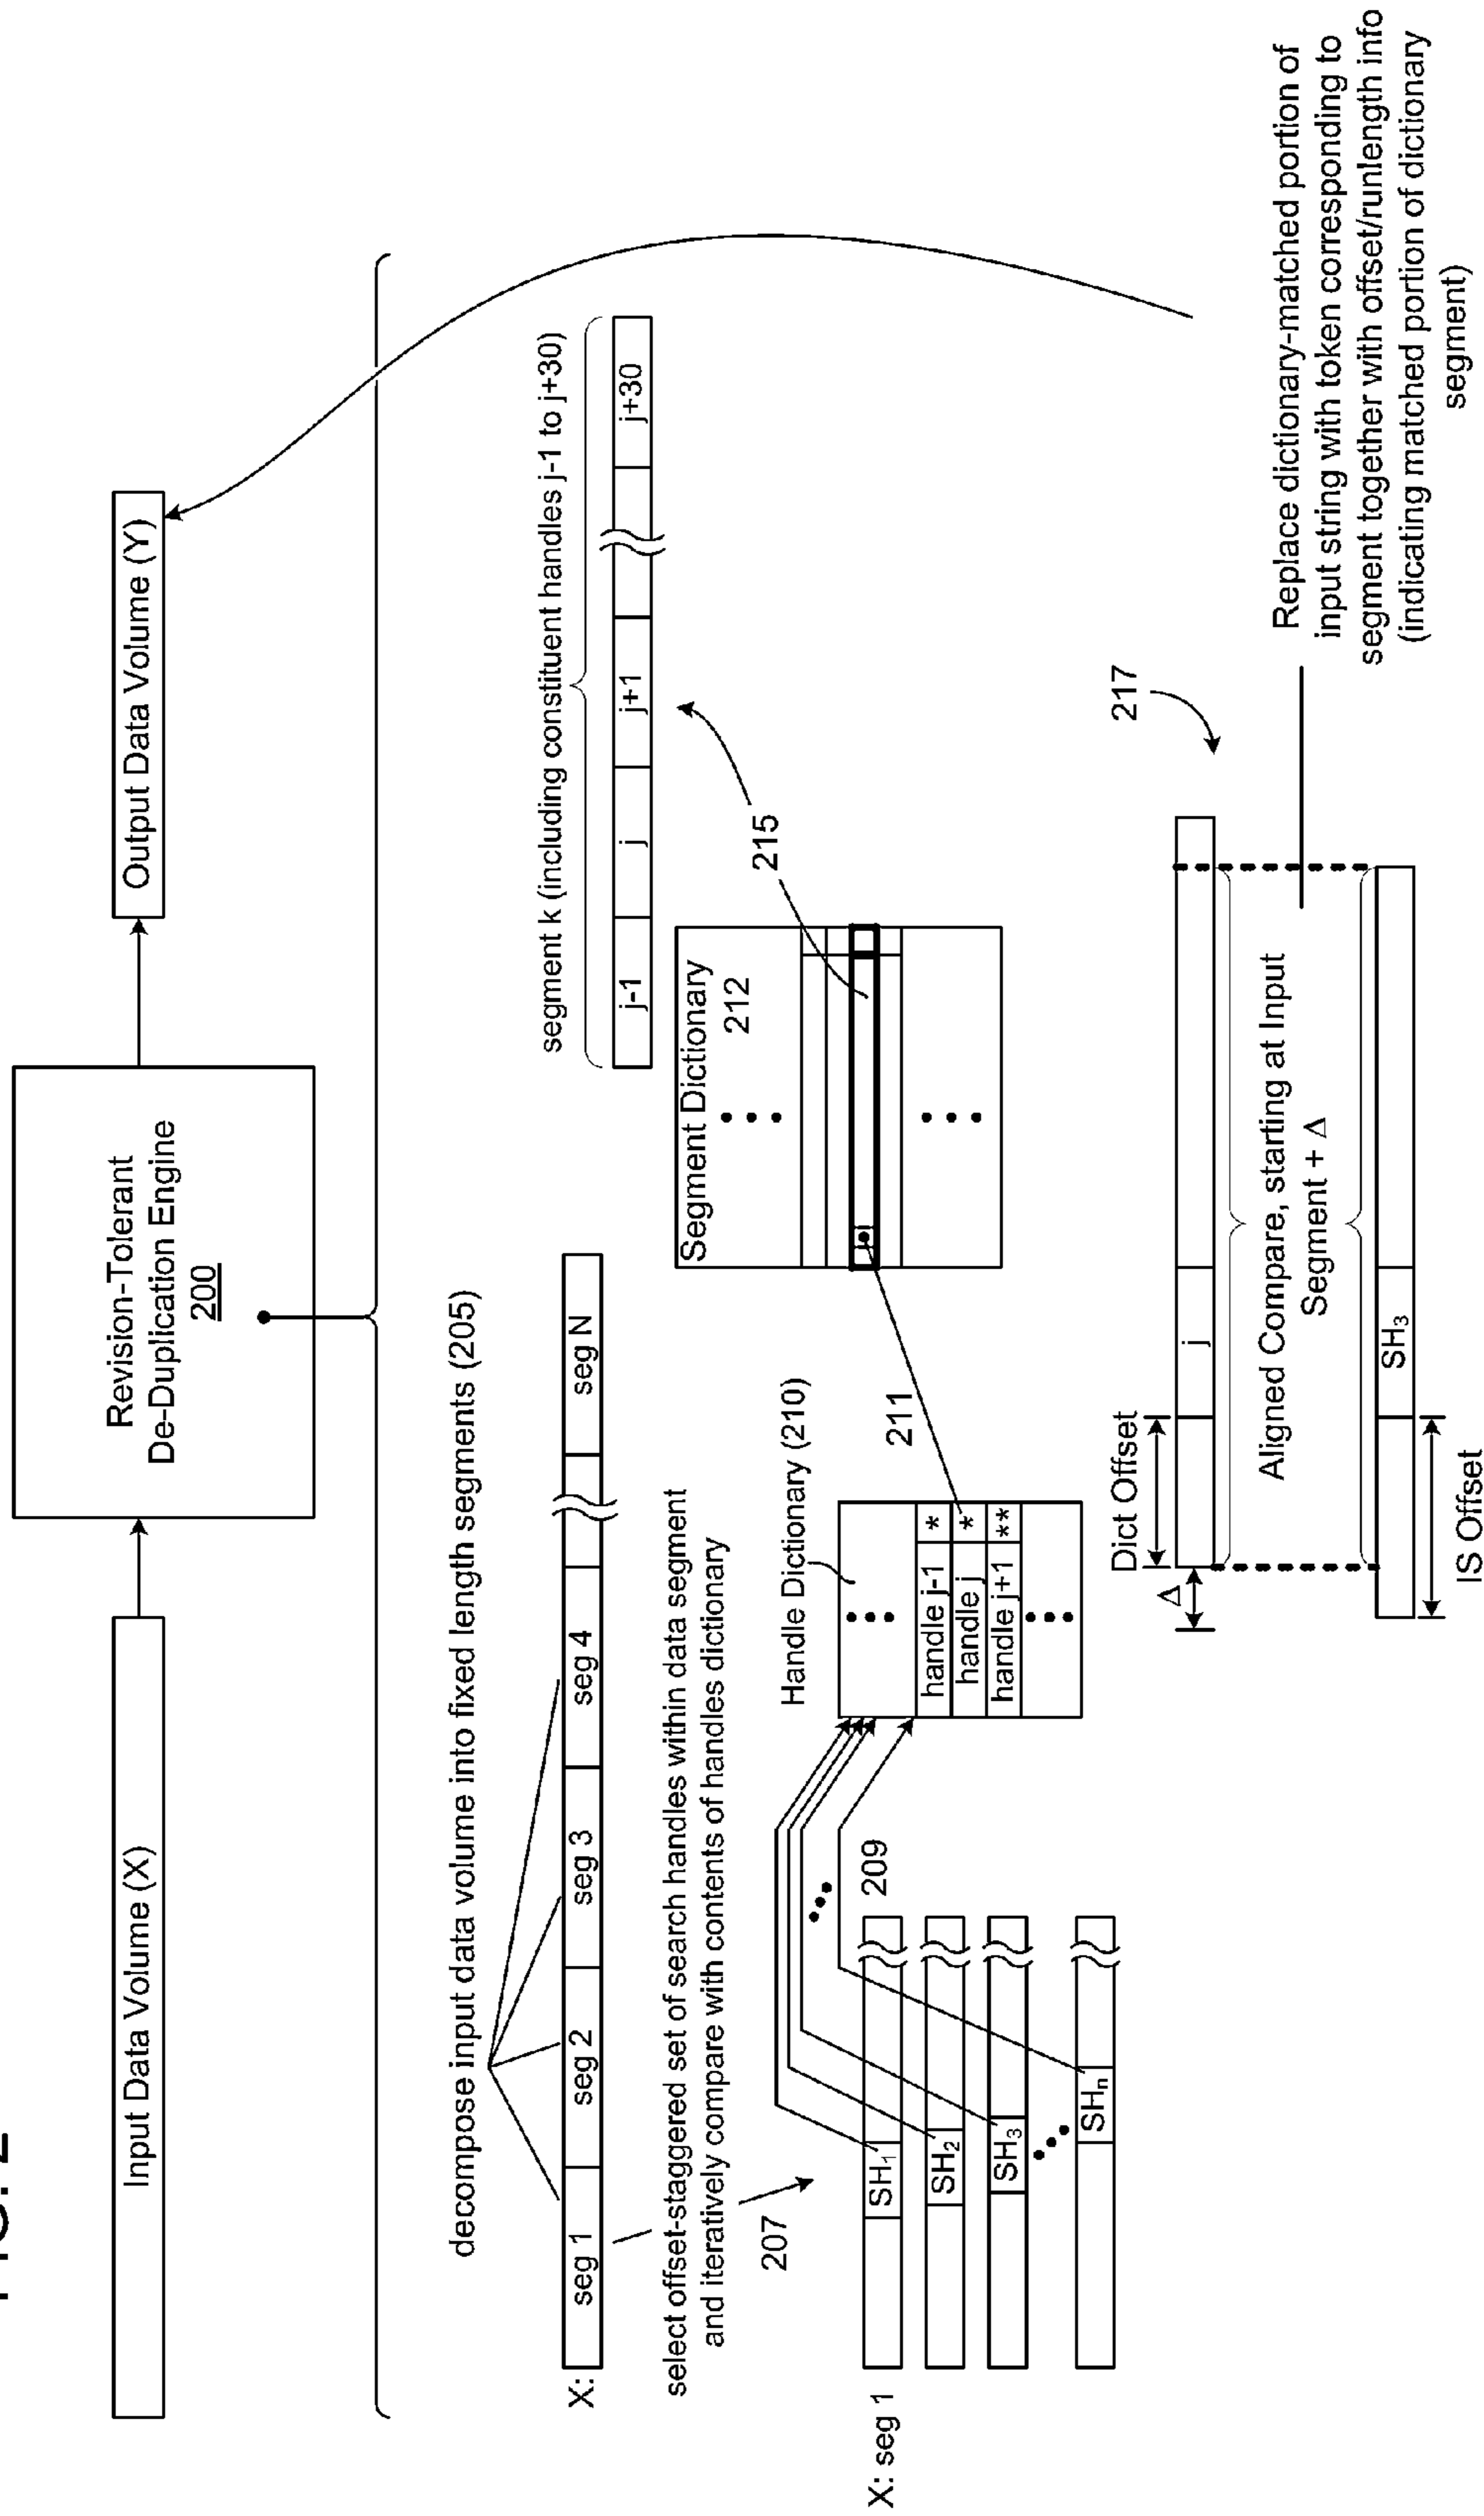 FIG. 2
Input Data Volume (X)
Revision-Tolerant
De-Duplication Engine
200
Output Data Volume (Y)
decompose input data volume into fixed length segments (205)
X:
seg 1
seg 2
seg 3
seg 4
seg N
select offset-staggered set of search handles within data segment
and iteratively compare with contents of handles dictionary
207
X: seg 1
SH1
SH2
SH3
SHn
209
Handle Dictionary (210)
handle j-1 *
handle j *
handle j+1 **
211
segment k (including constituent handles j-1 to j+30)
j-1
j
j+1
j+30
Segment Dictionary
212
215
217
Δ
Dict Offset
j
Aligned Compare, starting at Input
Segment + Δ
SH3
IS Offset
Replace dictionary-matched portion of
input string with token corresponding to
segment together with offset/runlength info
(indicating matched portion of dictionary
segment)